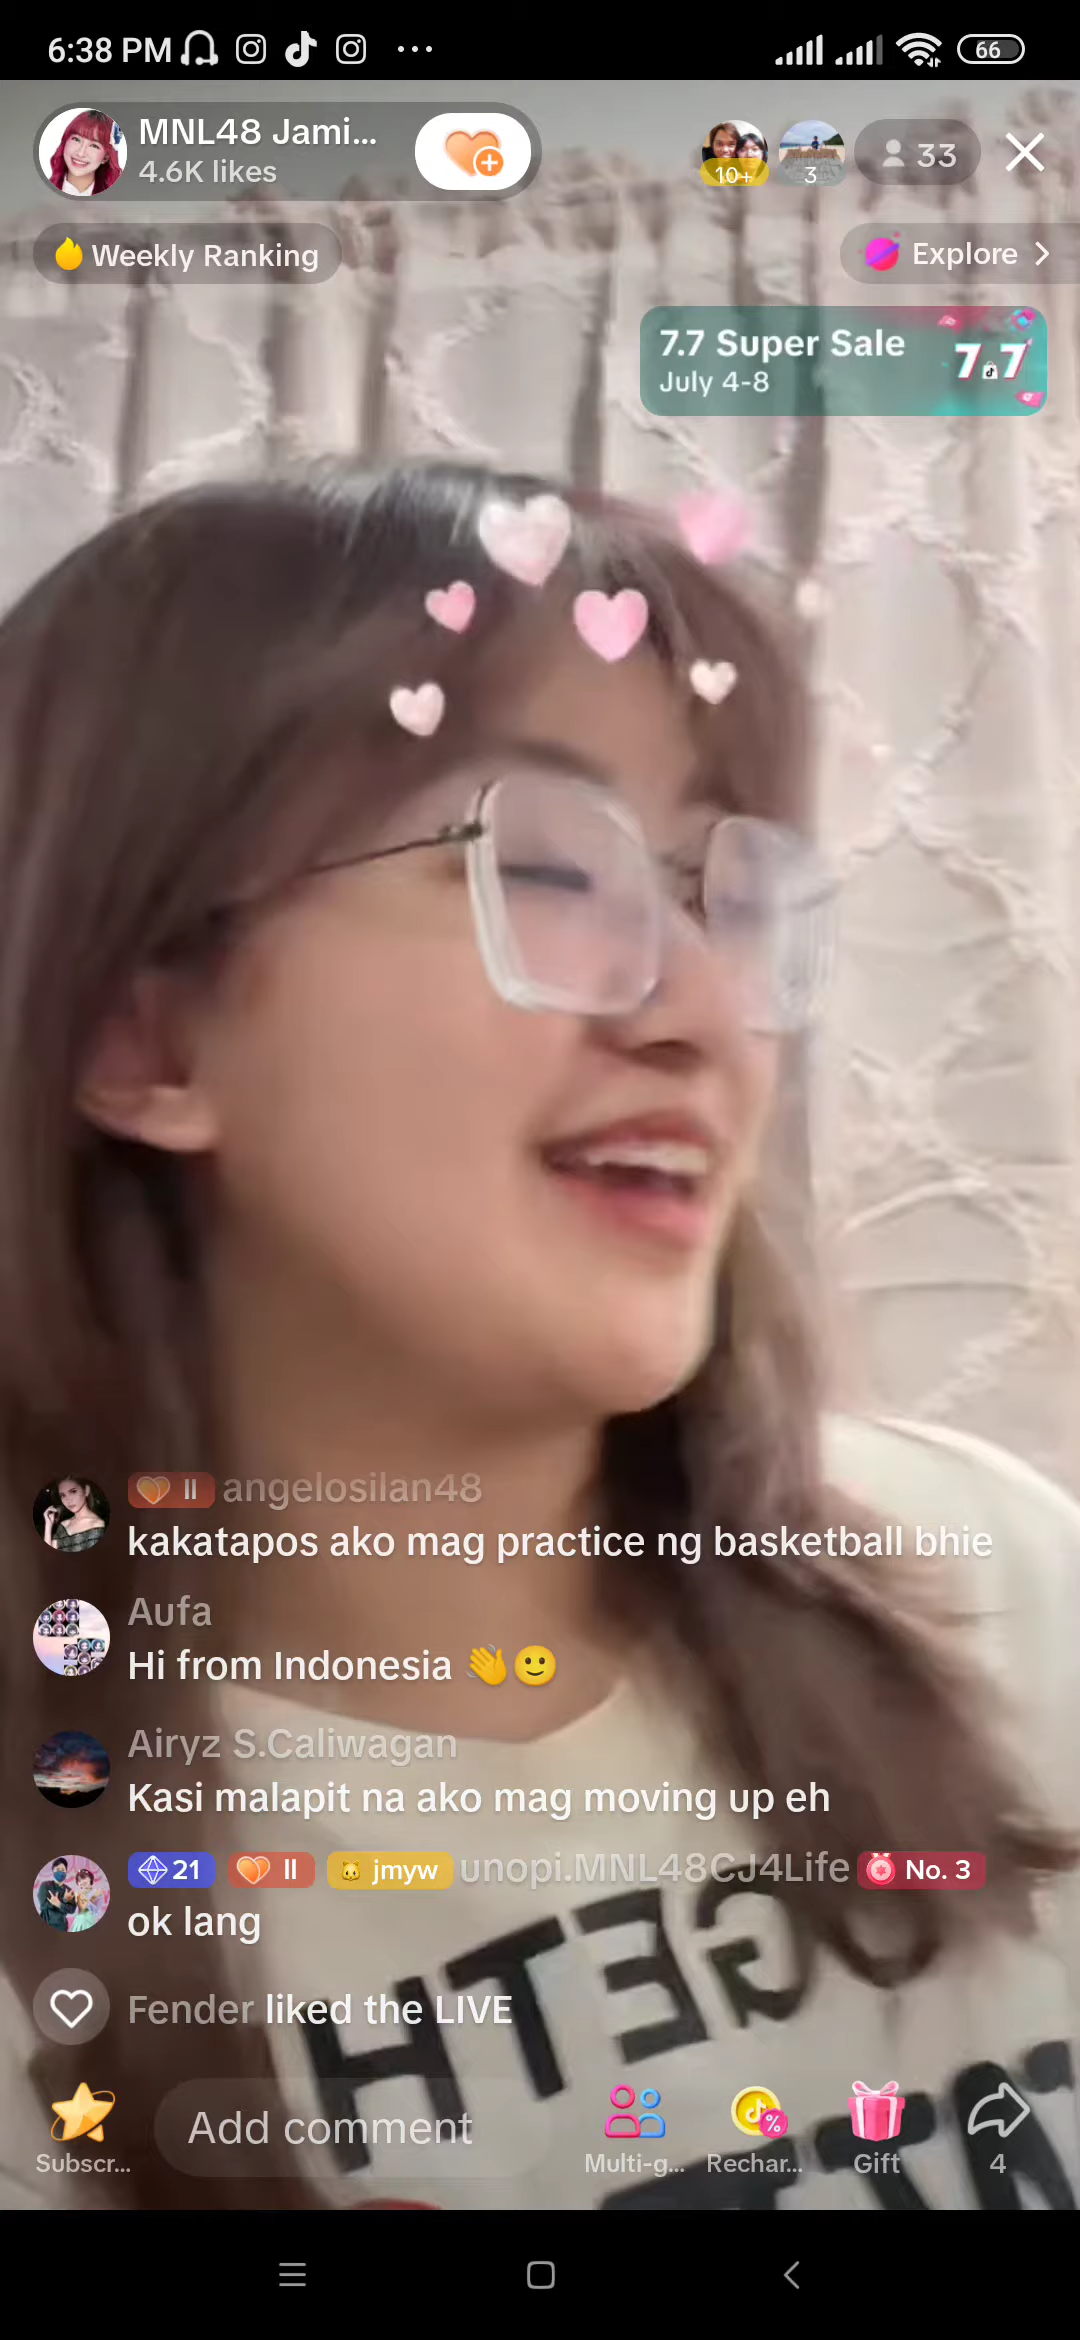 6:38 PM
66
MNL48 Jami...
4.6K likes
10+
3
33
Weekly Ranking
Explore
7.7 Super Sale
July 4-8
7.7
II angelosilan48
kakatapos ako mag practice ng basketball bhie
Aufa
Hi from Indonesia 👋🙂
Airyz S.Caliwagan
Kasi malapit na ako mag moving up eh
21 II jmyw unopi.MNL48CJ4Life No. 3
ok lang
Fender liked the LIVE
Add comment
Subscr...
Multi-g...
Rechar...
Gift
4